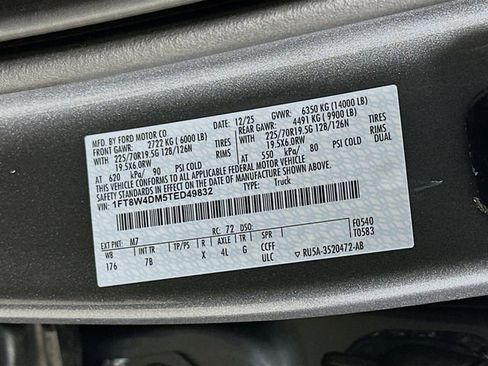 MFD. BY FORD MOTOR CO.
12/25 GVWR: 6350 KG (14000 LB)
FRONT GAWR: 2722 KG ( 6000 LB) REAR GAWR: 4491 KG ( 9900 LB)
WITH 225/70R19.5G 128/126N WITH 225/70R19.5G 128/126N TIRES
19.5X6.0RW RIMS 19.5X6.0RW RIMS
AT 620 kPa/ 90 PSI COLD AT 550 kPa/ 80 PSI COLD DUAL
THIS VEHICLE CONFORMS TO ALL APPLICABLE FEDERAL MOTOR VEHICLE
SAFETY STANDARDS IN EFFECT ON THE DATE OF MANUFACTURE SHOWN ABOVE.
VIN: 1FT8W4DM5TED49832
TYPE: Truck
F0540
T0583
EXT PNT: M7 RC: 72 DSO:
WB INT TR TP/PS R AXLE TR SPR
176 7B X 4L G CCFF
ULC RU5A-3520472-AB